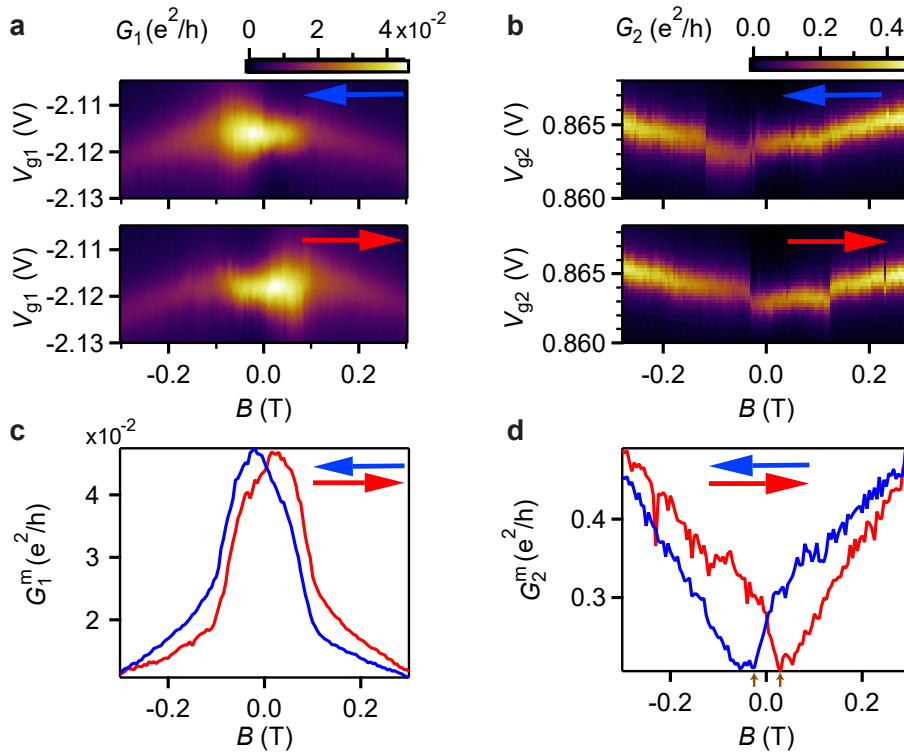 a
G1 (e²/h) 0 2 4 x10⁻²
Vg1 (V)
-2.11
-2.12
-2.13
Vg1 (V)
-2.11
-2.12
-2.13
-0.2 0.0 0.2
B (T)
b
G2 (e²/h) 0.0 0.2 0.4
Vg2 (V)
0.865
0.860
Vg2 (V)
0.865
0.860
-0.2 0.0 0.2
B (T)
c
x10⁻²
G1ᵐ (e²/h)
4
2
-0.2 0.0 0.2
B (T)
d
G2ᵐ (e²/h)
0.4
0.3
-0.2 0.0 0.2
B (T)